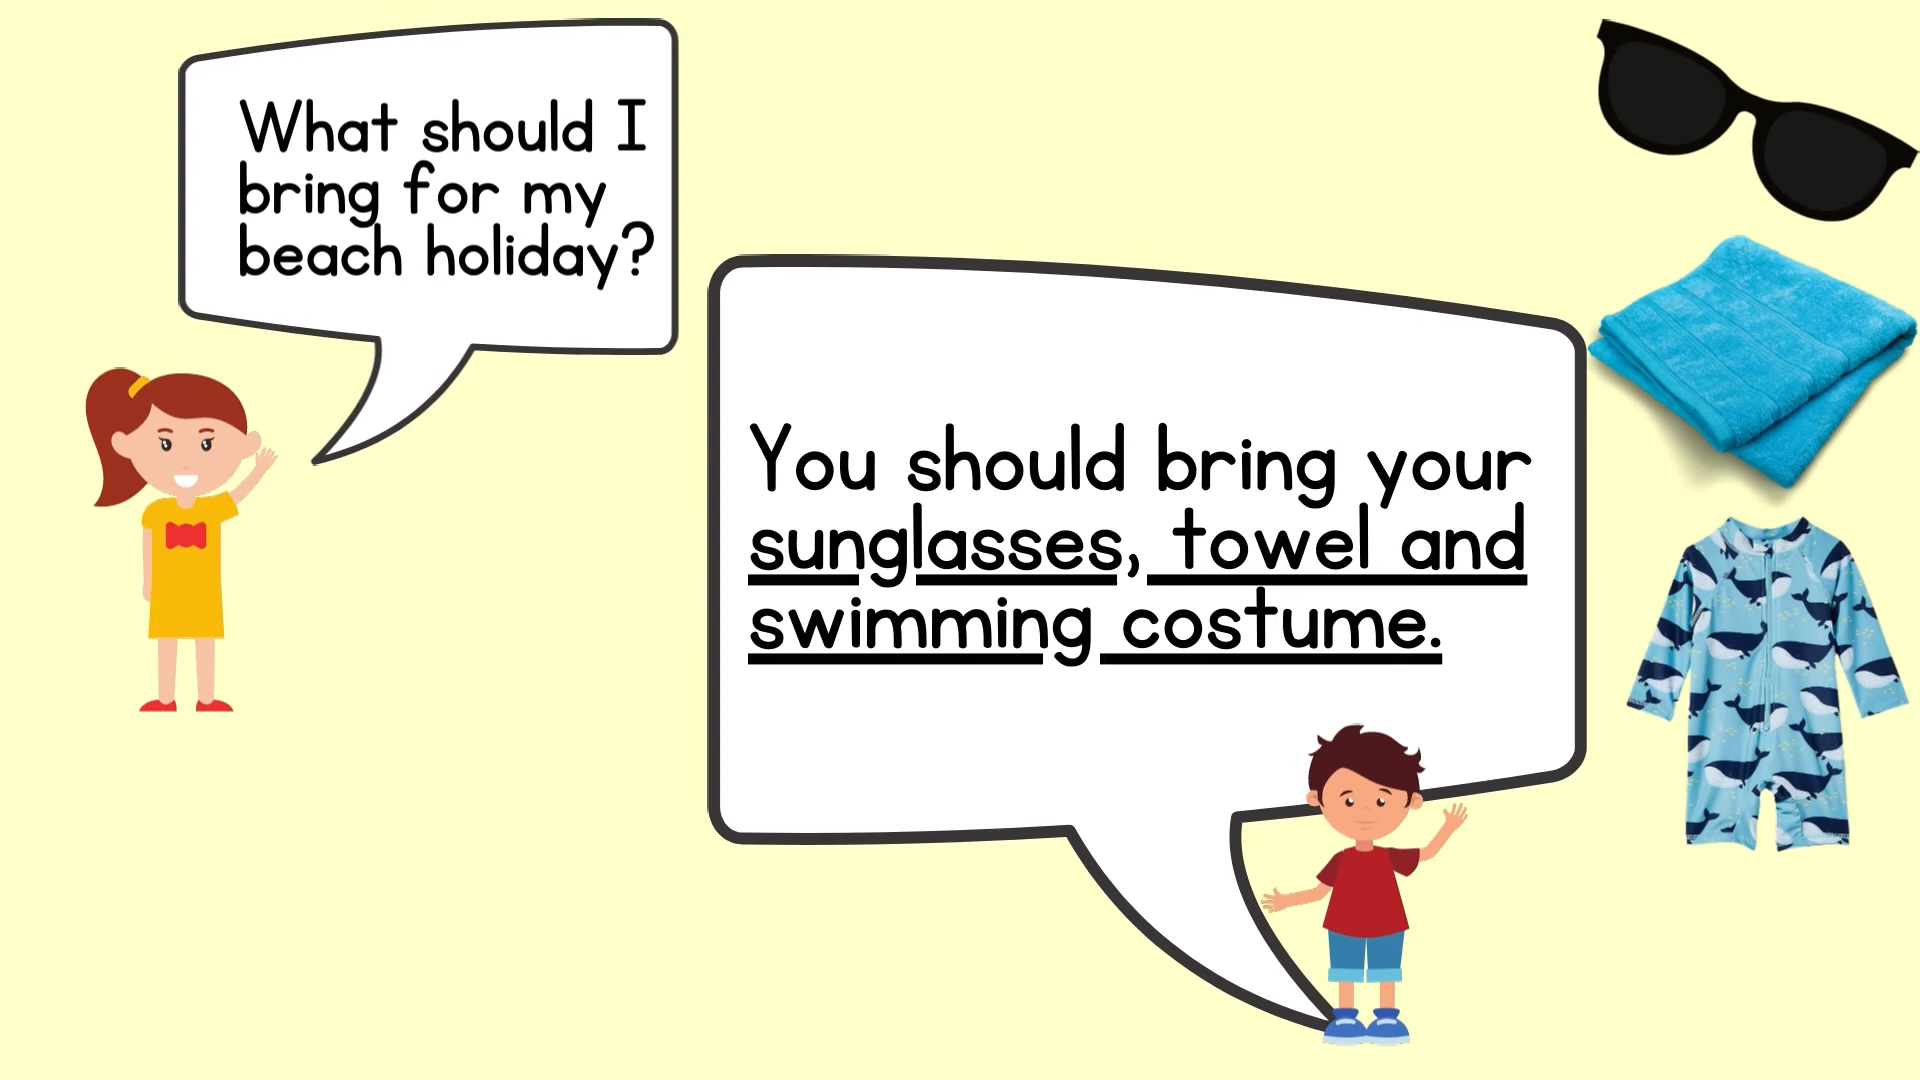 What should I
bring for my
beach holiday?
You should bring your
sunglasses, towel and
swimming costume.